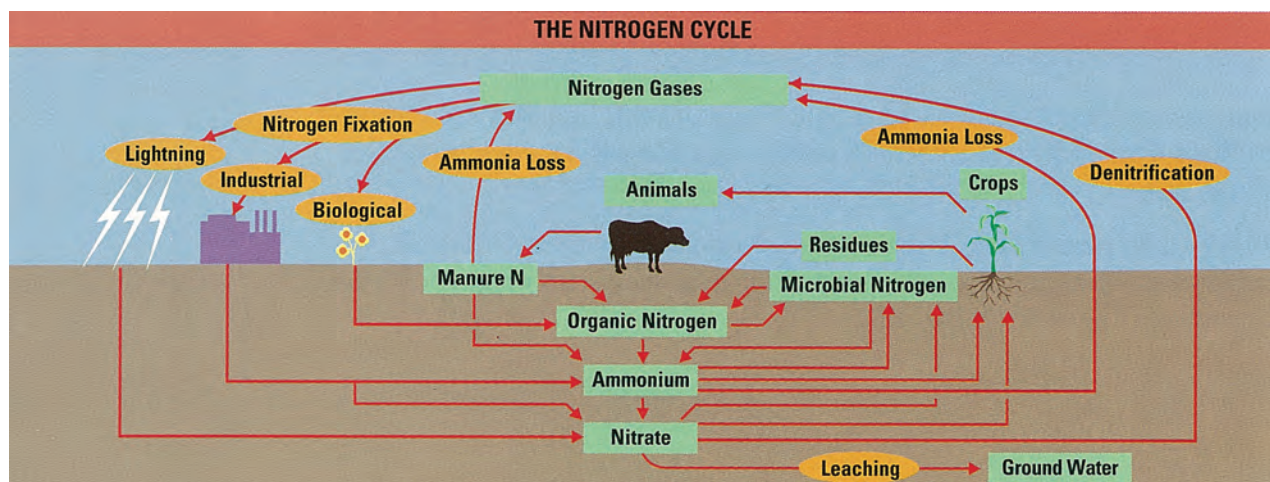 THE NITROGEN CYCLE
Nitrogen Gases
Nitrogen Fixation
Lightning
Ammonia Loss
Ammonia Loss
Industrial
Denitrification
Animals
Crops
Biological
Residues
Manure N
Microbial Nitrogen
Organic Nitrogen
Ammonium
Nitrate
Leaching
Ground Water